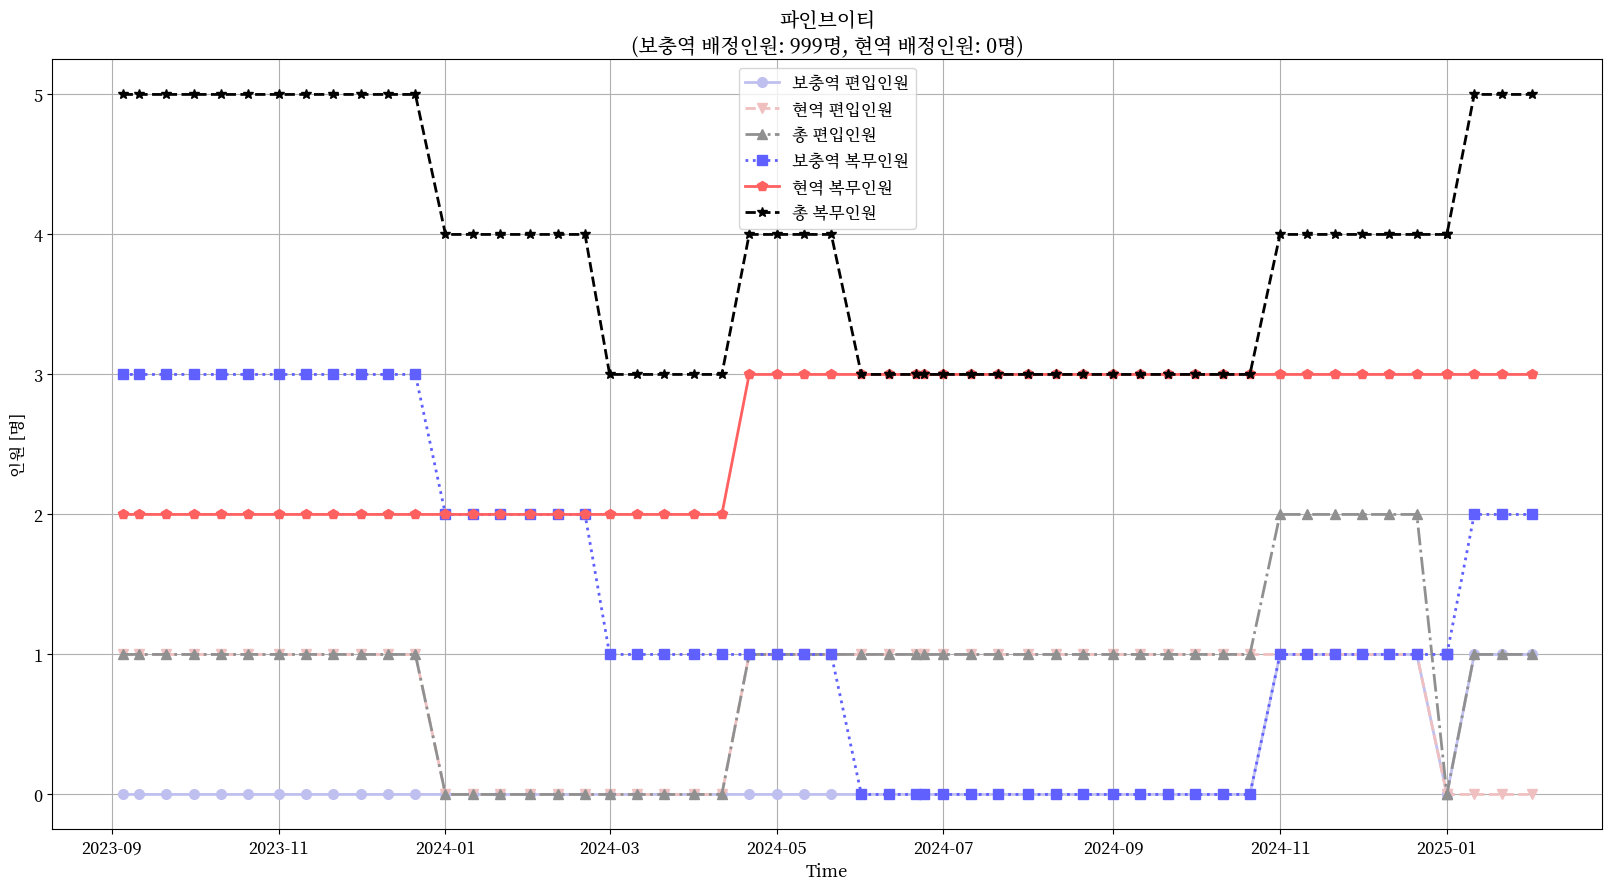 파인브이티
(보충역 배정인원: 999명, 현역 배정인원: 0명)
보충역 편입인원
현역 편입인원
총 편입인원
보충역 복무인원
현역 복무인원
총 복무인원
5
4
3
2
1
0
인원 [명]
2023-09
2023-11
2024-01
2024-03
2024-05
2024-07
2024-09
2024-11
2025-01
Time